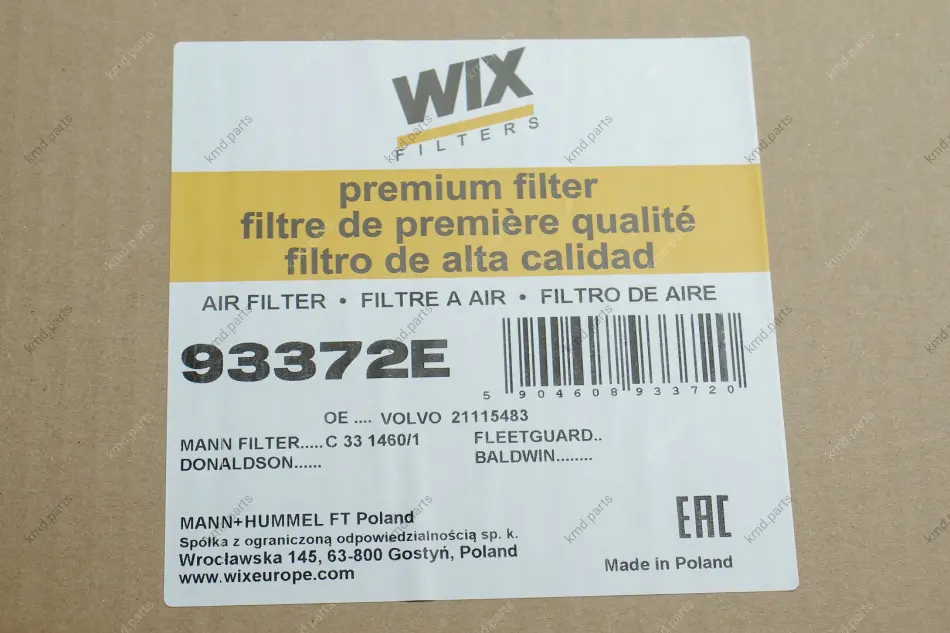 WIX
FILTERS
premium filter
filtre de première qualité
filtro de alta calidad
AIR FILTER • FILTRE A AIR • FILTRO DE AIRE
93372E
5 904608 933720
OE .... VOLVO 21115483
MANN FILTER.....C 33 1460/1
FLEETGUARD..
DONALDSON......
BALDWIN........
MANN+HUMMEL FT Poland
Spółka z ograniczoną odpowiedzialnością sp. k.
Wrocławska 145, 63-800 Gostyń, Poland
www.wixeurope.com
EAC
Made in Poland
kmd.parts